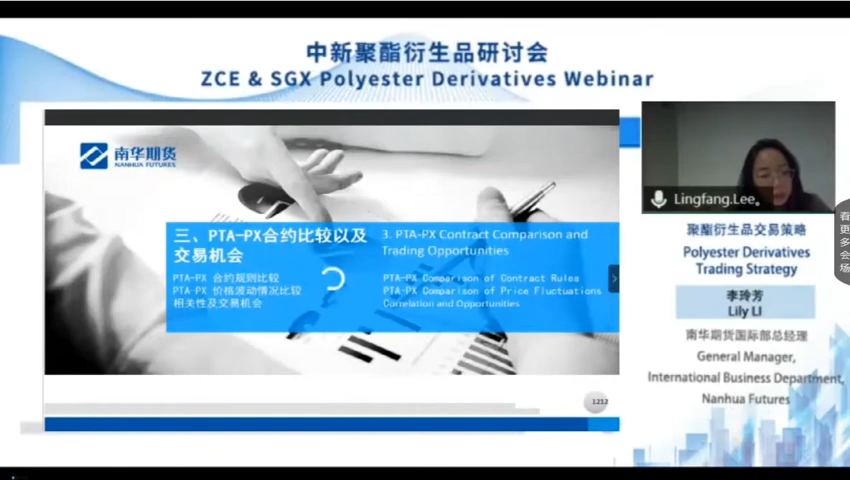 中新聚酯衍生品研讨会
ZCE & SGX Polyester Derivatives Webinar
南华期货
NANHUA FUTURES
三、PTA-PX合约比较以及
交易机会
PTA-PX 合约规则比较
PTA-PX 价格波动情况比较
相关性及交易机会
3. PTA-PX Contract Comparison and
Trading Opportunities
PTA-PX Comparison of Contract Rules
PTA-PX Comparison of Price Fluctuations
Correlation and Opportunities
1212
Lingfang.Lee。
聚酯衍生品交易策略
Polyester Derivatives
Trading Strategy
李玲芳
Lily LI
南华期货国际部总经理
General Manager,
International Business Department,
Nanhua Futures
看
更
多
会
场